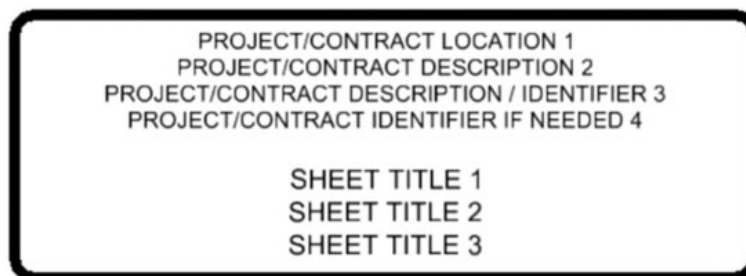 PROJECT/CONTRACT LOCATION 1
PROJECT/CONTRACT DESCRIPTION 2
PROJECT/CONTRACT DESCRIPTION / IDENTIFIER 3
PROJECT/CONTRACT IDENTIFIER IF NEEDED 4
SHEET TITLE 1
SHEET TITLE 2
SHEET TITLE 3